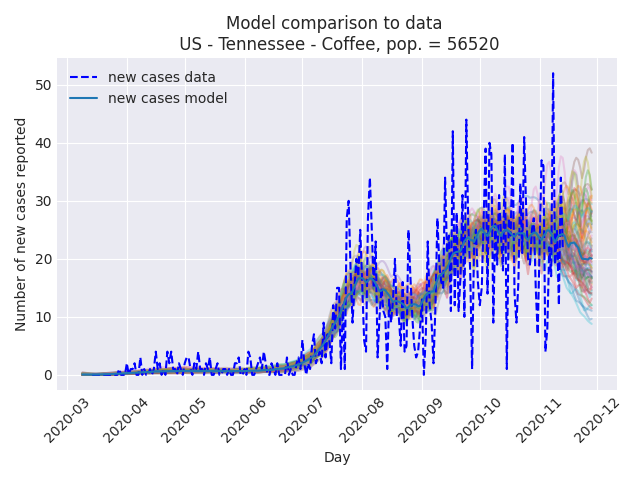 Model comparison to data
US - Tennessee - Coffee, pop. = 56520
new cases data
new cases model
Number of new cases reported
50
40
30
20
10
0
2020-03
2020-04
2020-05
2020-06
2020-07
2020-08
2020-09
2020-10
2020-11
2020-12
Day